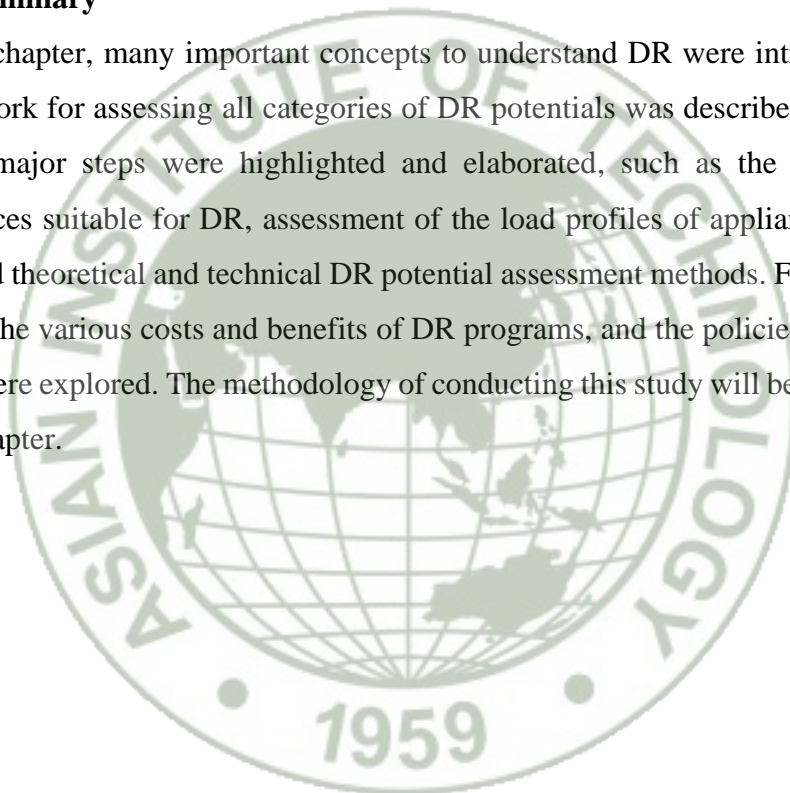 mmary
chapter, many important concepts to understand DR were int
ork for assessing all categories of DR potentials was describe
major steps were highlighted and elaborated, such as the
ces suitable for DR, assessment of the load profiles of applia
d theoretical and technical DR potential assessment methods. F
he various costs and benefits of DR programs, and the policie
ere explored. The methodology of conducting this study will be
apter.
ASIAN INSTITUTE OF TECHNOLOGY
• 1959 •